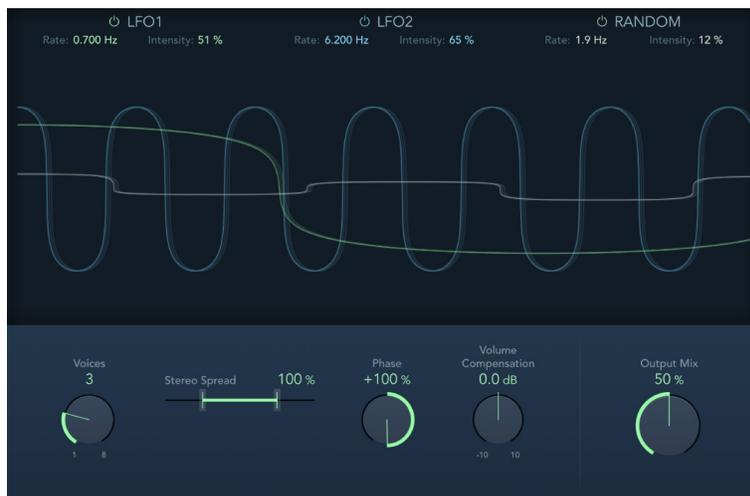 LFO1 LFO2 RANDOM
Rate: 0.700 Hz Intensity: 51 % Rate: 6.200 Hz Intensity: 65 % Rate: 1.9 Hz Intensity: 12 %
Voices
3
1 8
Stereo Spread 100 %
Phase
+100 %
Volume
Compensation
0.0 dB
-10 10
Output Mix
50 %